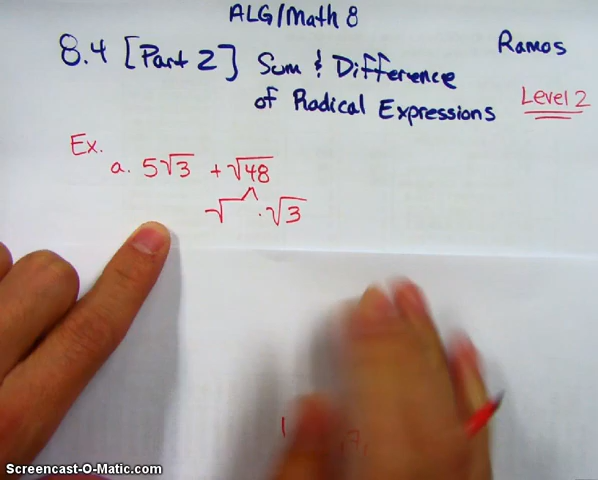 ALG/Math 8
Ramos
8.4 [Part 2] Sum & Difference
of Radical Expressions
Level 2
Ex.
a. 5√3 + √48
√ · √3
Screencast-O-Matic.com